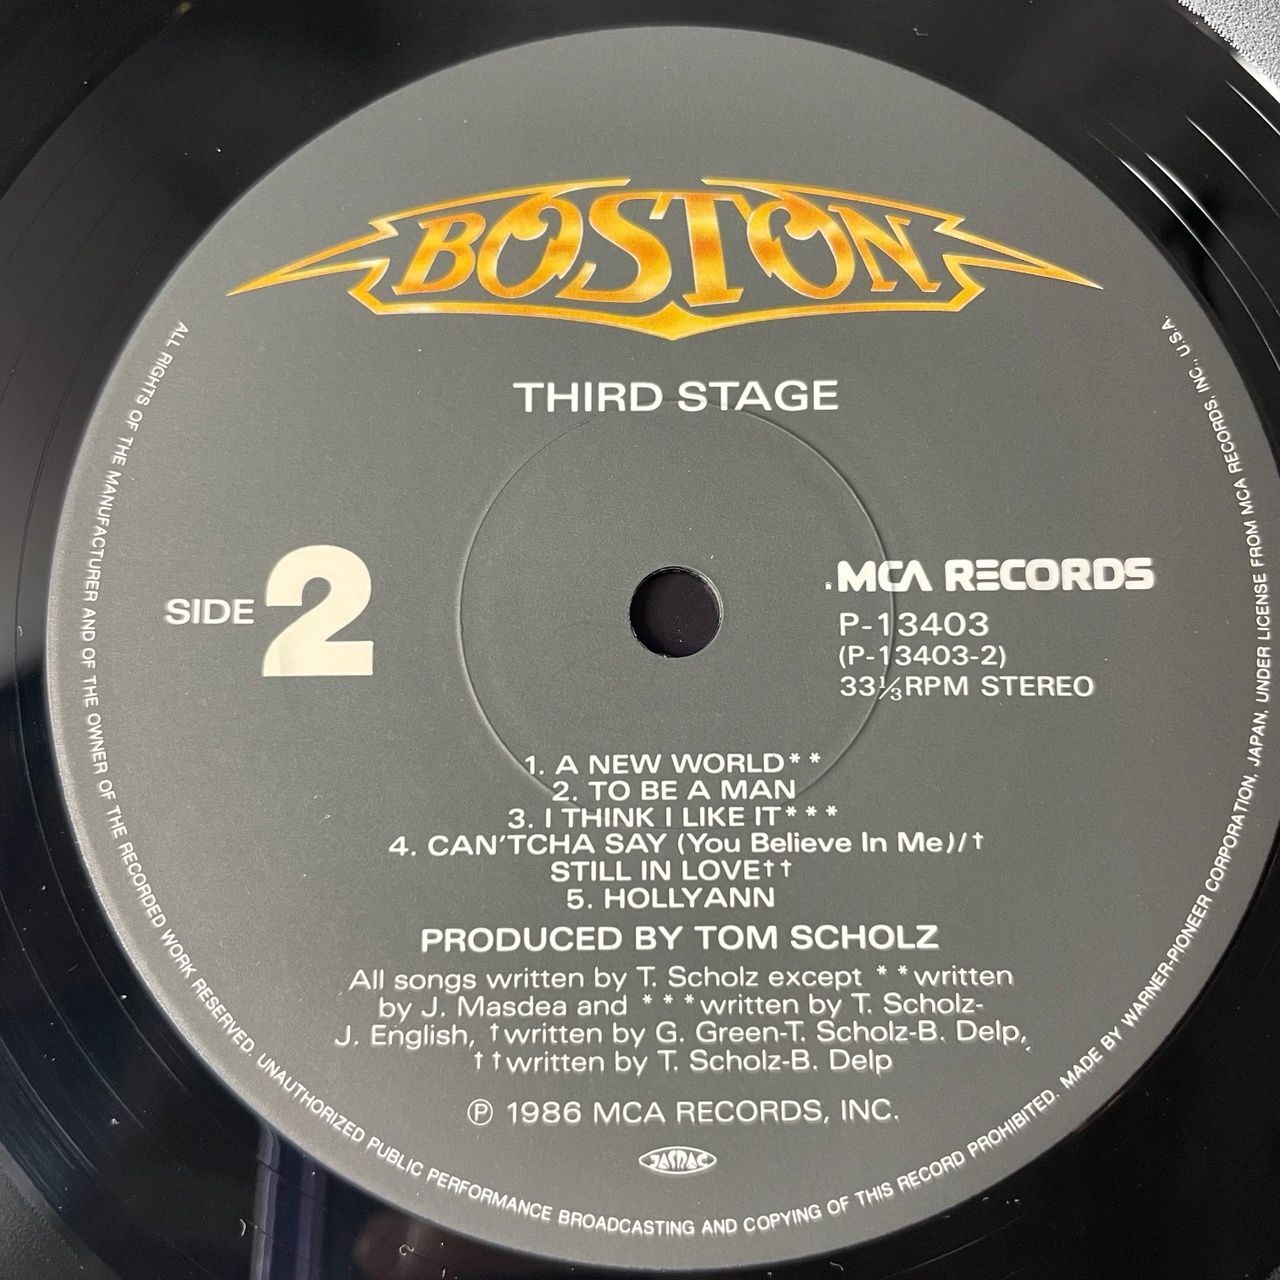 BOSTON
THIRD STAGE
SIDE 2
MCA RECORDS
P-13403
(P-13403-2)
33⅓RPM STEREO
1. A NEW WORLD**
2. TO BE A MAN
3. I THINK I LIKE IT***
4. CAN'TCHA SAY (You Believe In Me)/†
STILL IN LOVE††
5. HOLLYANN
PRODUCED BY TOM SCHOLZ
All songs written by T. Scholz except **written
by J. Masdea and ***written by T. Scholz-
J. English, †written by G. Green-T. Scholz-B. Delp,
††written by T. Scholz-B. Delp
℗ 1986 MCA RECORDS, INC.
JASRAC
ALL RIGHTS OF THE MANUFACTURER AND OF THE OWNER OF THE RECORDED WORK RESERVED. UNAUTHORIZED PUBLIC PERFORMANCE BROADCASTING AND COPYING OF THIS RECORD PROHIBITED. MADE BY WARNER-PIONEER CORPORATION, JAPAN, UNDER LICENSE FROM MCA RECORDS, INC., U.S.A.